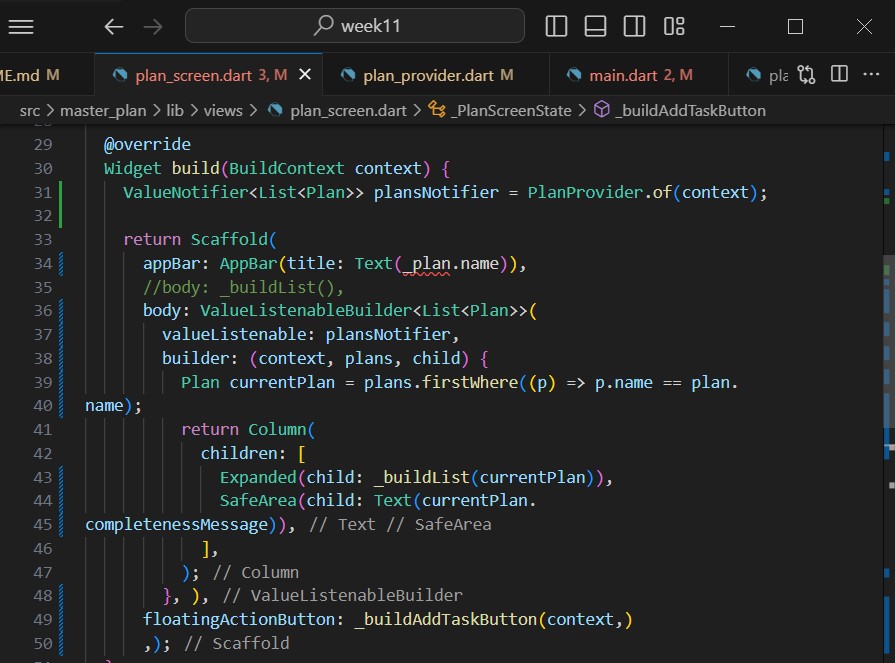 week11
ME.md M
plan_screen.dart 3, M
plan_provider.dart M
main.dart 2, M
pla
src > master_plan > lib > views > plan_screen.dart > _PlanScreenState > _buildAddTaskButton
29 @override
30 Widget build(BuildContext context) {
31 ValueNotifier<List<Plan>> plansNotifier = PlanProvider.of(context);
32
33 return Scaffold(
34 appBar: AppBar(title: Text(_plan.name)),
35 //body: _buildList(),
36 body: ValueListenableBuilder<List<Plan>>(
37 valueListenable: plansNotifier,
38 builder: (context, plans, child) {
39 Plan currentPlan = plans.firstWhere((p) => p.name == plan.
40 name);
41 return Column(
42 children: [
43 Expanded(child: _buildList(currentPlan)),
44 SafeArea(child: Text(currentPlan.
45 completenessMessage)), // Text // SafeArea
46 ],
47 ); // Column
48 }, ), // ValueListenableBuilder
49 floatingActionButton: _buildAddTaskButton(context,)
50 ,); // Scaffold